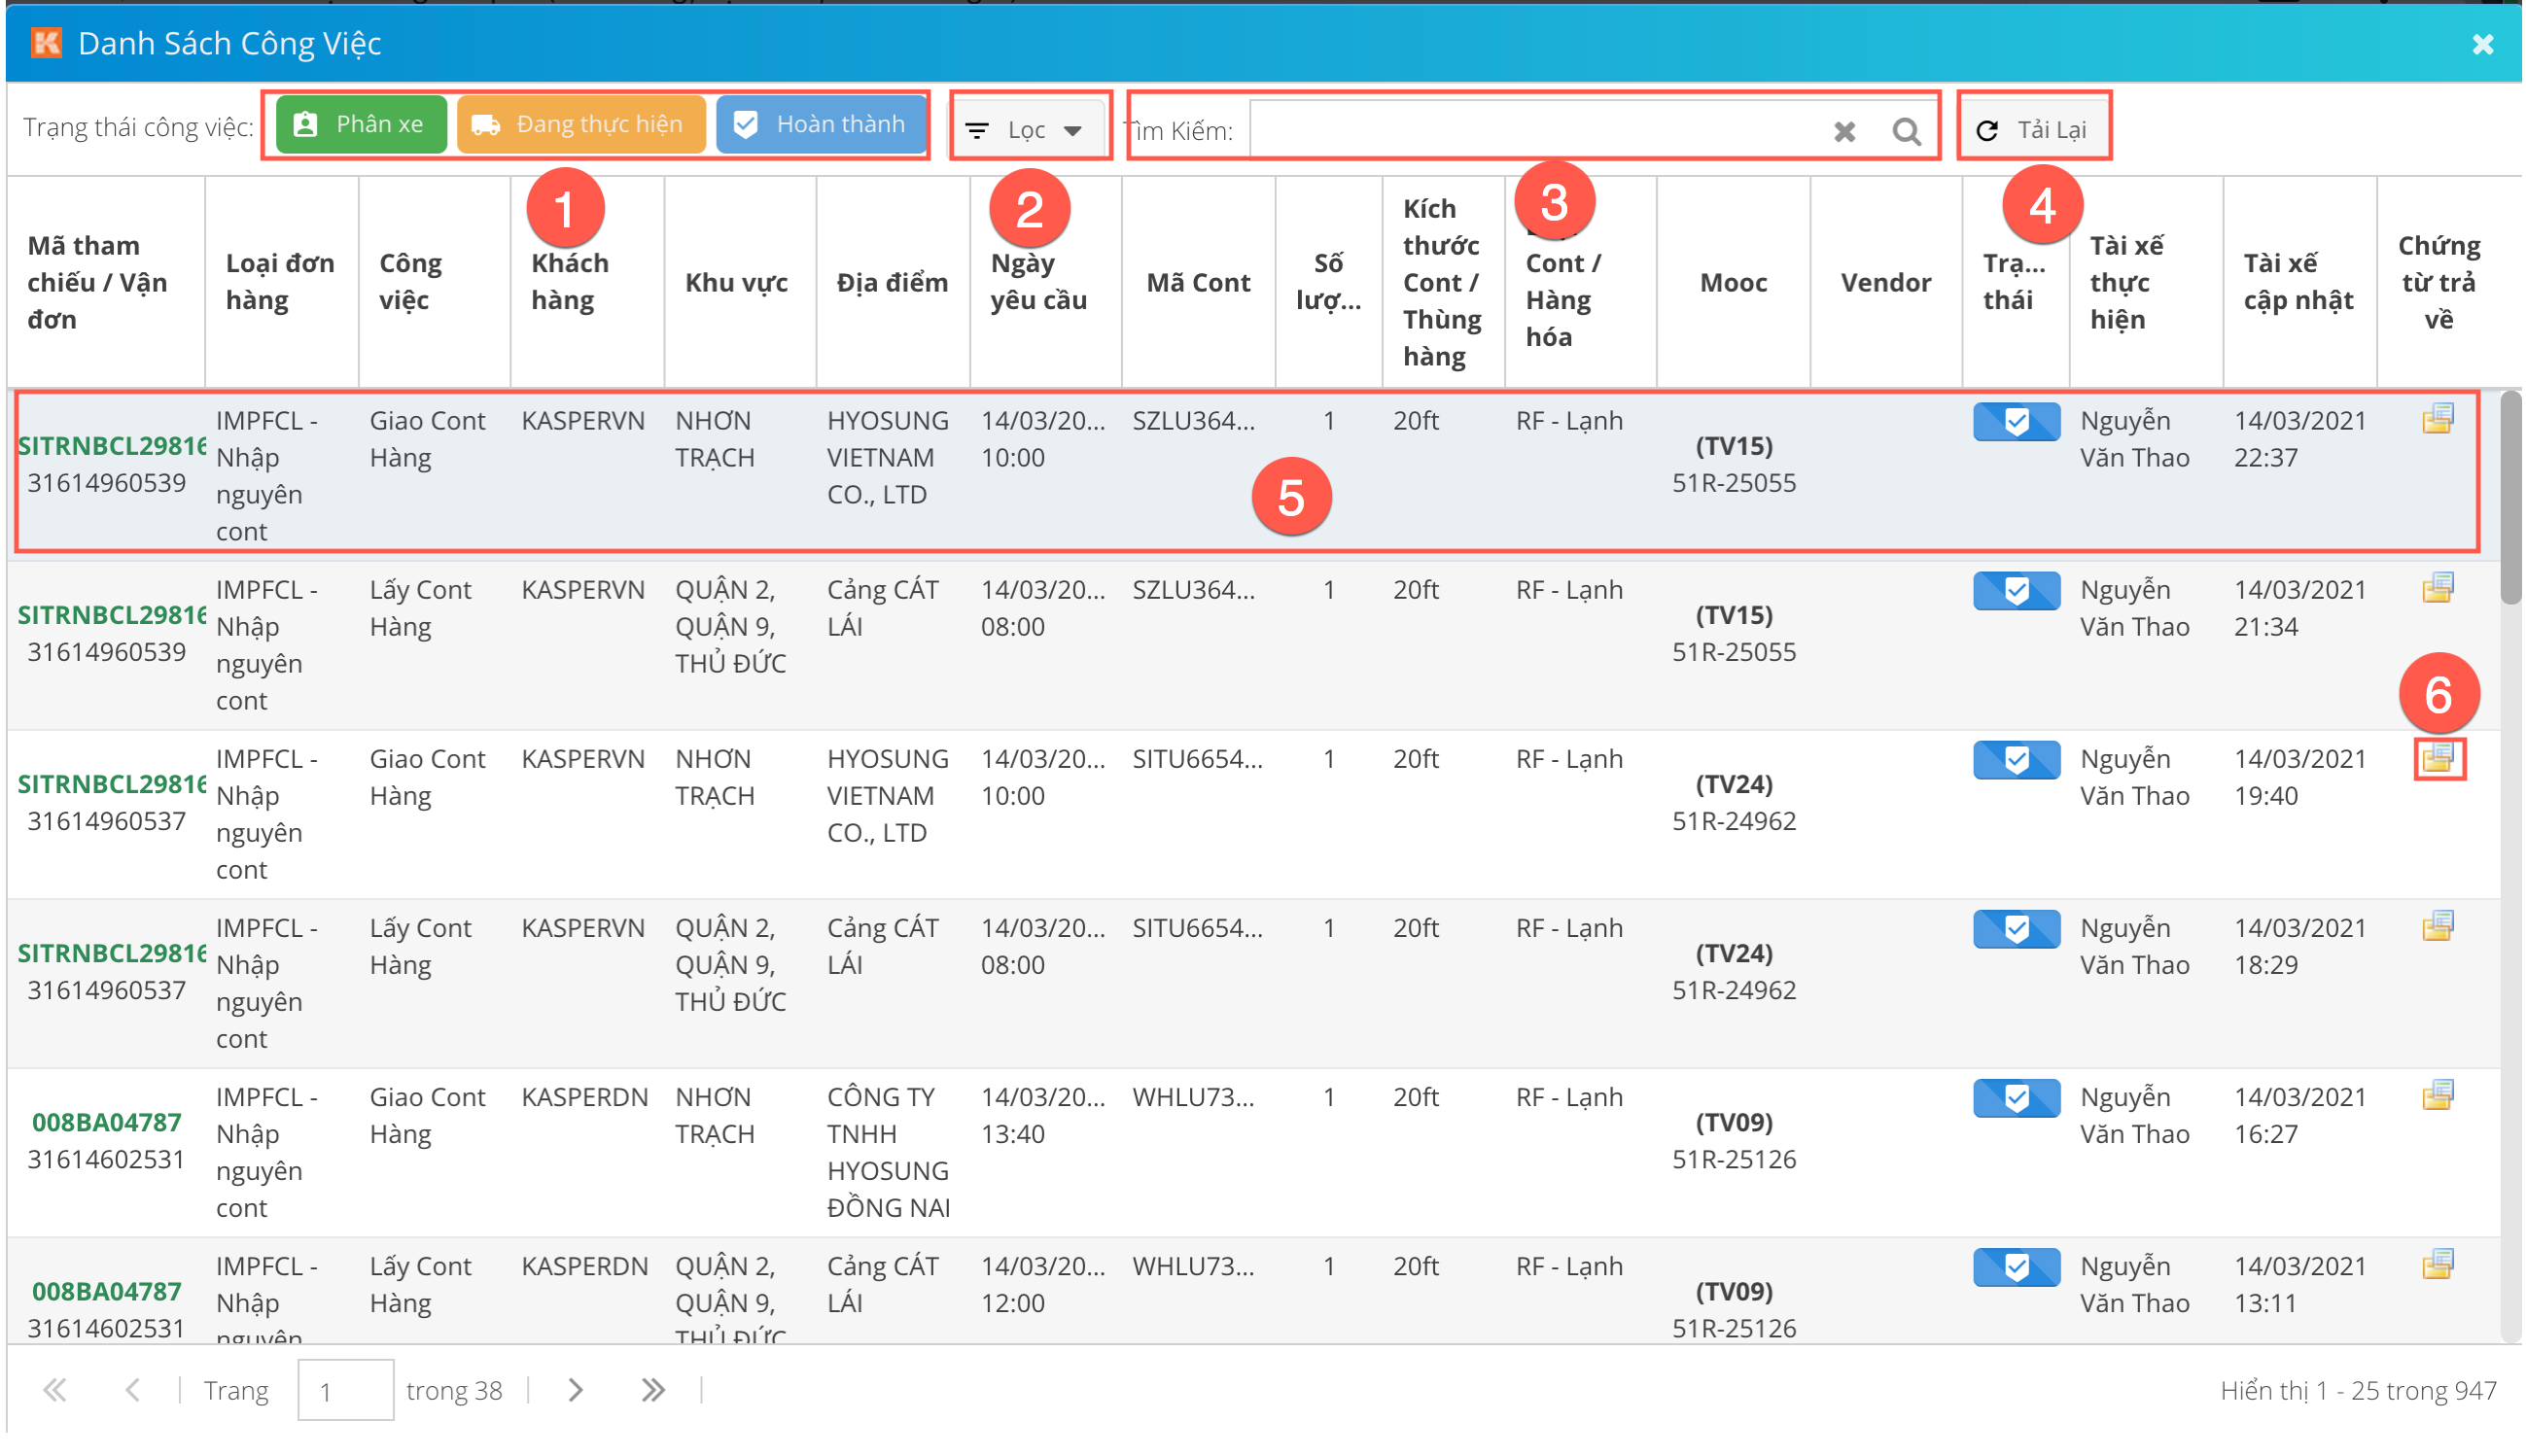 Danh Sách Công Việc
Trạng thái công việc: Phân xe Đang thực hiện Hoàn thành Lọc Tìm Kiếm: Tải Lại
1 2 3 4
Mã tham chiếu / Vận đơn
Loại đơn hàng
Công việc
Khách hàng
Khu vực
Địa điểm
Ngày yêu cầu
Mã Cont
Số lượ...
Kích thước Cont / Thùng hàng
Cont / Hàng hóa
Mooc
Vendor
Trạ... thái
Tài xế thực hiện
Tài xế cập nhật
Chứng từ trả về
SITRNBCL29816 31614960539
IMPFCL - Nhập nguyên cont
Giao Cont Hàng
KASPERVN
NHƠN TRẠCH
HYOSUNG VIETNAM CO., LTD
14/03/20... 10:00
SZLU364...
1
20ft
RF - Lạnh
(TV15) 51R-25055
Nguyễn Văn Thao
14/03/2021 22:37
5
SITRNBCL29816 31614960539
IMPFCL - Nhập nguyên cont
Lấy Cont Hàng
KASPERVN
QUẬN 2, QUẬN 9, THỦ ĐỨC
Cảng CÁT LÁI
14/03/20... 08:00
SZLU364...
1
20ft
RF - Lạnh
(TV15) 51R-25055
Nguyễn Văn Thao
14/03/2021 21:34
6
SITRNBCL29816 31614960537
IMPFCL - Nhập nguyên cont
Giao Cont Hàng
KASPERVN
NHƠN TRẠCH
HYOSUNG VIETNAM CO., LTD
14/03/20... 10:00
SITU6654...
1
20ft
RF - Lạnh
(TV24) 51R-24962
Nguyễn Văn Thao
14/03/2021 19:40
SITRNBCL29816 31614960537
IMPFCL - Nhập nguyên cont
Lấy Cont Hàng
KASPERVN
QUẬN 2, QUẬN 9, THỦ ĐỨC
Cảng CÁT LÁI
14/03/20... 08:00
SITU6654...
1
20ft
RF - Lạnh
(TV24) 51R-24962
Nguyễn Văn Thao
14/03/2021 18:29
008BA04787 31614602531
IMPFCL - Nhập nguyên cont
Giao Cont Hàng
KASPERDN
NHƠN TRẠCH
CÔNG TY TNHH HYOSUNG ĐỒNG NAI
14/03/20... 13:40
WHLU73...
1
20ft
RF - Lạnh
(TV09) 51R-25126
Nguyễn Văn Thao
14/03/2021 16:27
008BA04787 31614602531
IMPFCL - Nhập nguyên
Lấy Cont Hàng
KASPERDN
QUẬN 2, QUẬN 9, THỦ ĐỨC
Cảng CÁT LÁI
14/03/20... 12:00
WHLU73...
1
20ft
RF - Lạnh
(TV09) 51R-25126
Nguyễn Văn Thao
14/03/2021 13:11
Trang 1 trong 38
Hiển thị 1 - 25 trong 947